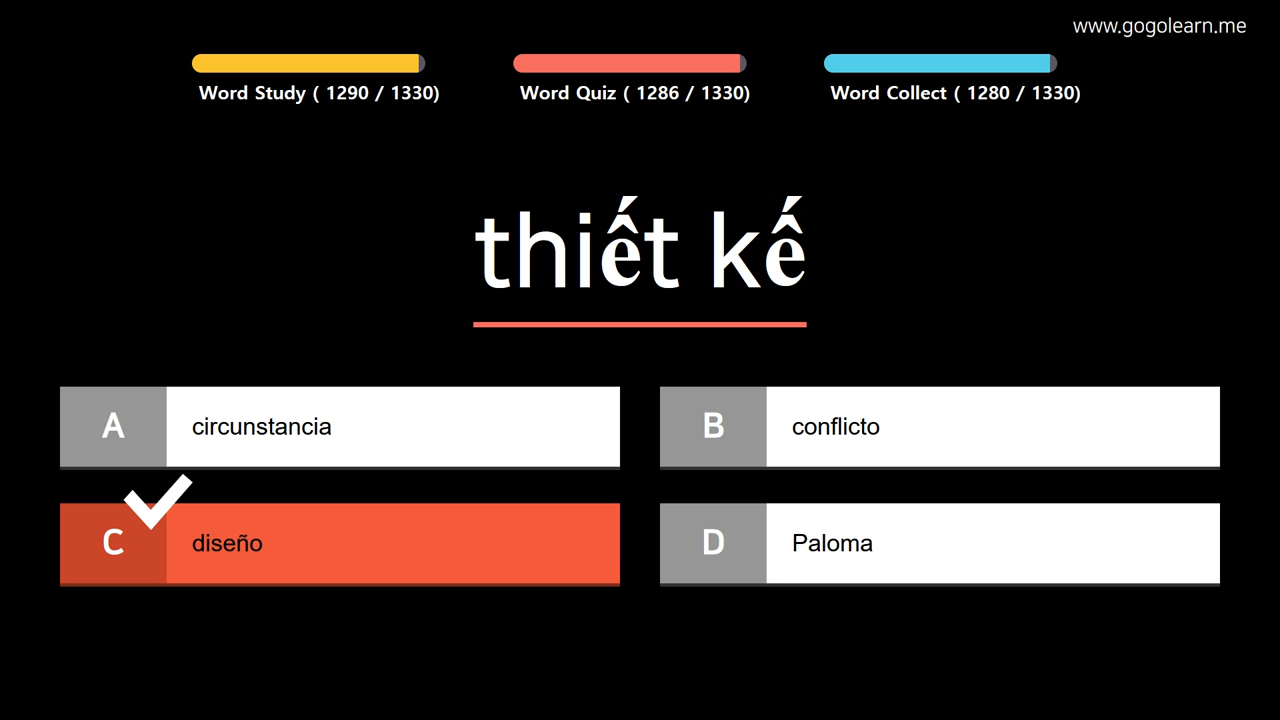 www.gogolearn.me
Word Study ( 1290 / 1330)
Word Quiz ( 1286 / 1330)
Word Collect ( 1280 / 1330)
thiết kế
A circunstancia
B conflicto
C diseño
D Paloma